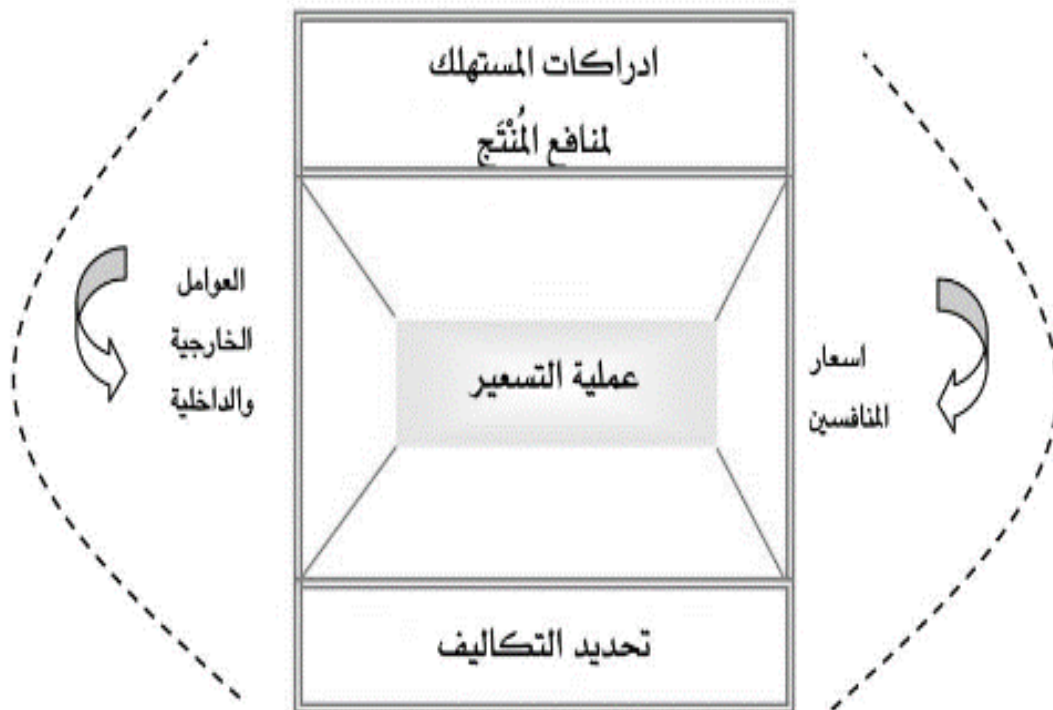 ادراكات المستهلك
لمنافع المُنْتَج
اسعار
المنافسين
عملية التسعير
العوامل
الخارجية
والداخلية
تحديد التكاليف